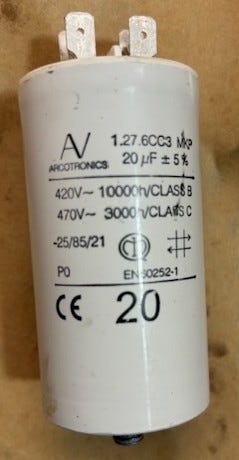 AV
ARCOTRONICS
1.27.6CC3 MKP
20 µF ± 5 %
420V~ 10000h/CLASS B
470V~ 3000h/CLASS C
-25/85/21
P0
EN60252-1
CE 20